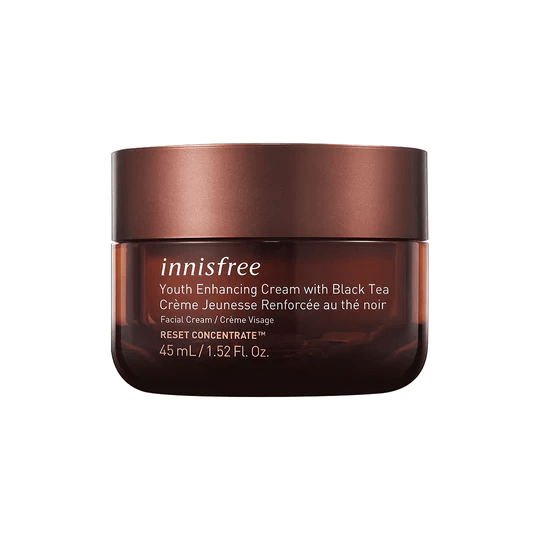 innisfree
Youth Enhancing Cream with Black Tea
Crème Jeunesse Renforcée au thé noir
Facial Cream / Crème Visage
RESET CONCENTRATE™
45 mL / 1.52 Fl. Oz.